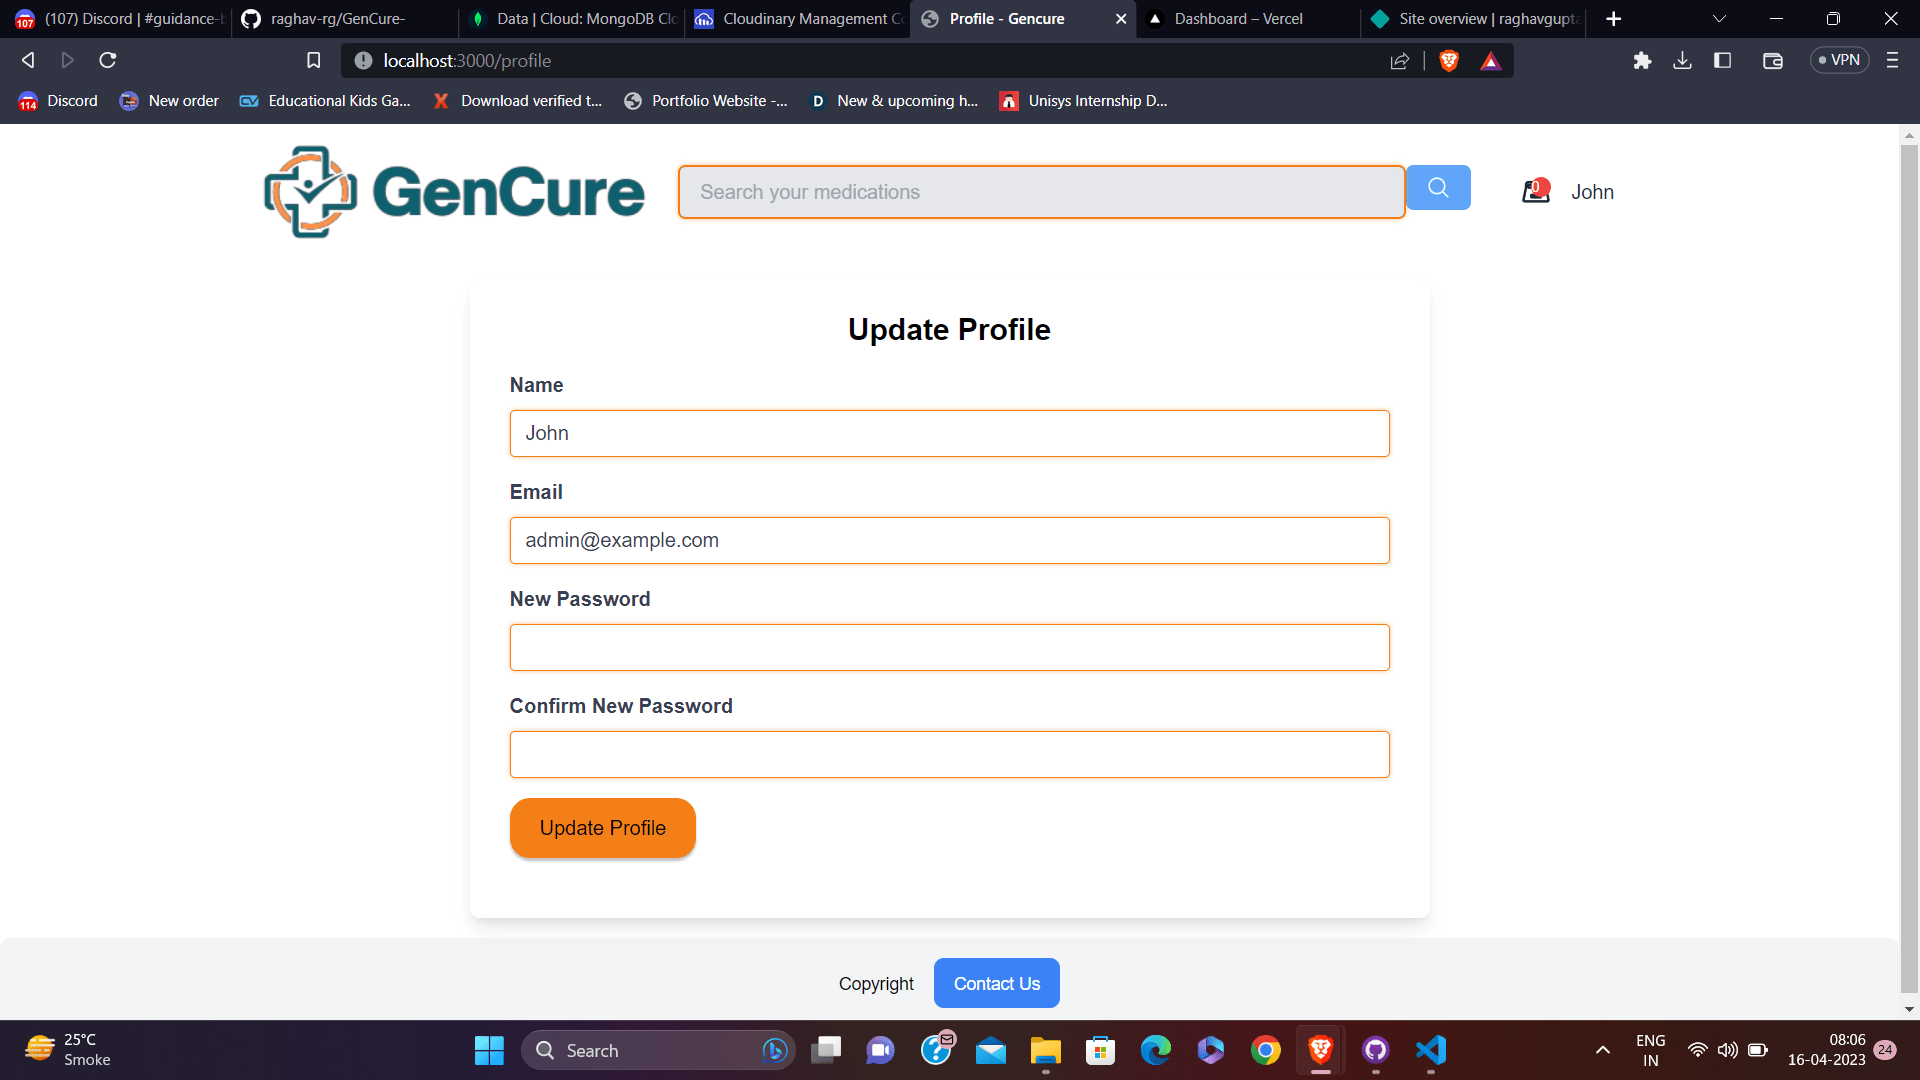 107
(107) Discord | #guidance-
raghav-rg/GenCure-
Data | Cloud: MongoDB Clo
Cloudinary Management Co
Profile - Gencure
Dashboard – Vercel
Site overview | raghavgupta
localhost:3000/profile
VPN
114
Discord
New order
Educational Kids Ga...
Download verified t...
Portfolio Website -...
D
New & upcoming h...
Unisys Internship D...
GenCure
Search your medications
0
John
Update Profile
Name
John
Email
admin@example.com
New Password
Confirm New Password
Update Profile
Copyright
Contact Us
25°C
Smoke
Search
ENG
IN
08:06
16-04-2023
24